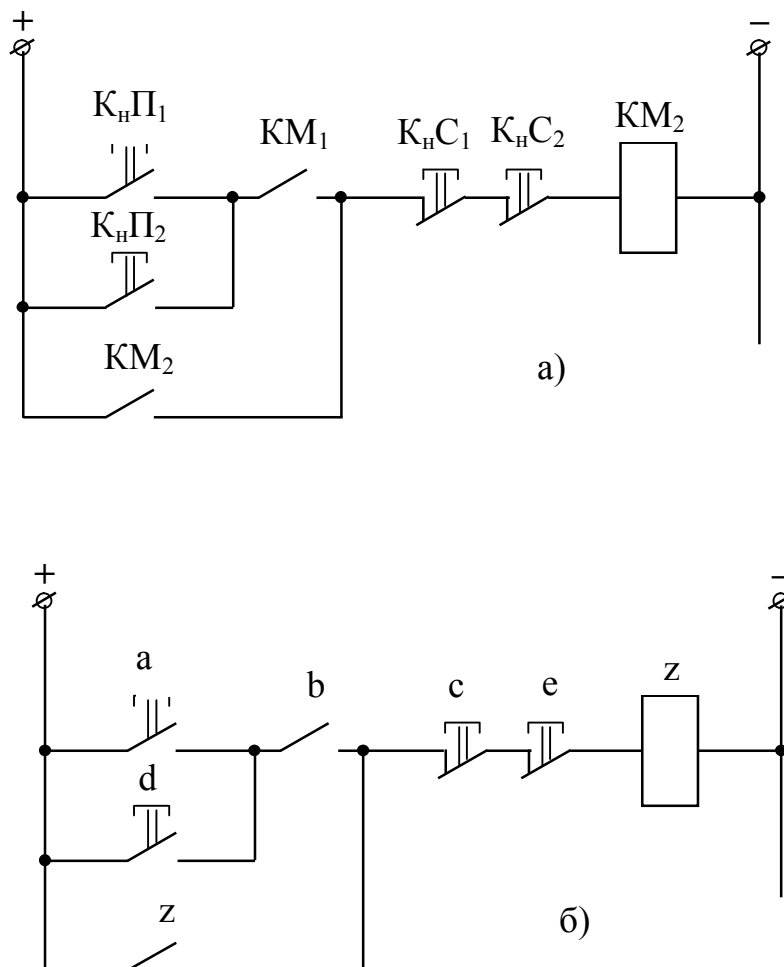 + –
КнП1
КМ1 КнС1 КнС2 КМ2
КнП2
КМ2
а)
+ –
a b c e z
d
z
б)